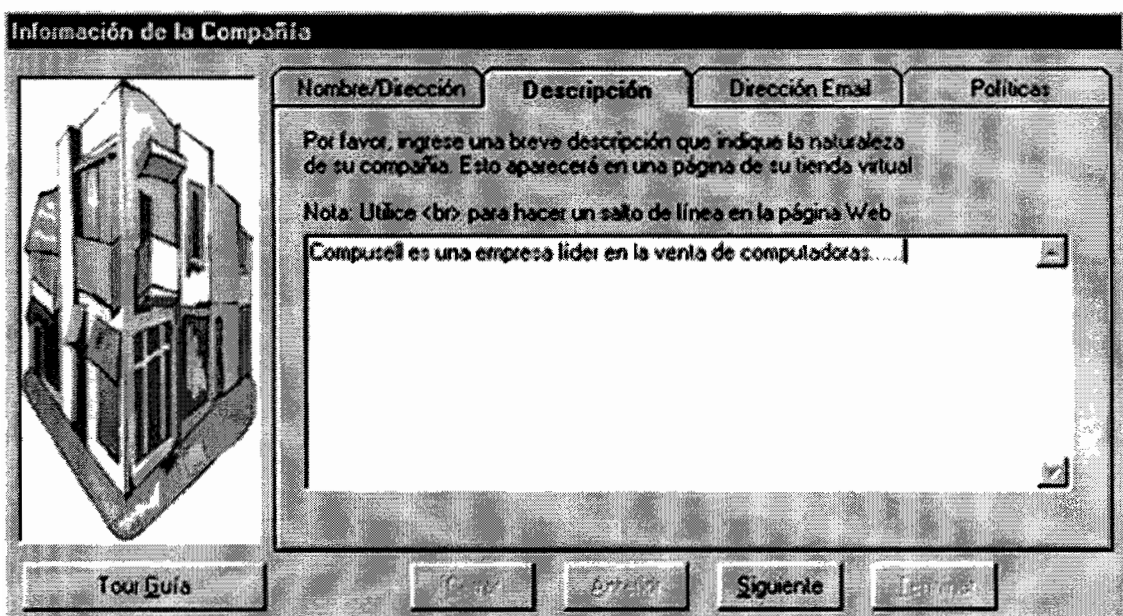 Información de la Compañía
Nombre/Dirección Descripción Dirección Email Políticas
Por favor, ingrese una breve descripción que indique la naturaleza
de su compañía. Esto aparecerá en una página de su tienda virtual
Nota: Utilice <br> para hacer un salto de línea en la página Web
Compusell es una empresa líder en la venta de computadoras.....
Tour Guía Anterior Siguiente Terminar